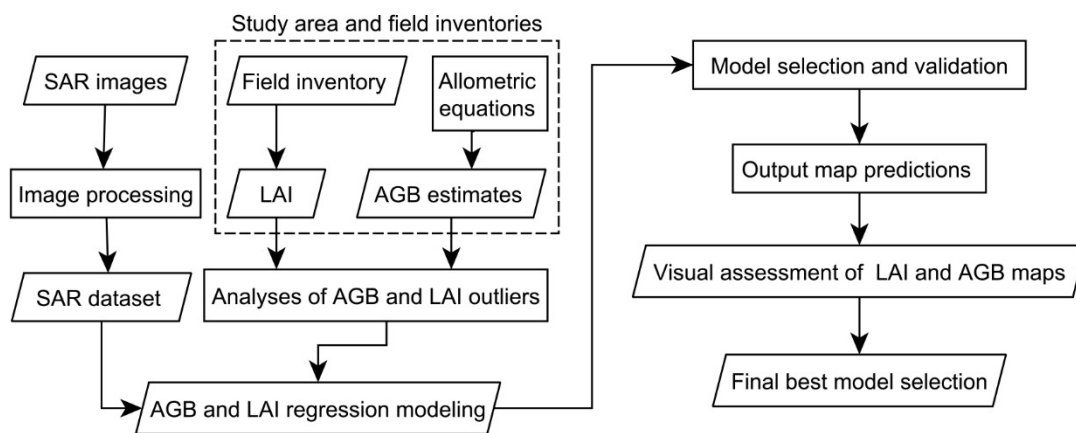 Study area and field inventories
SAR images
Field inventory
Allometric
equations
Model selection and validation
Image processing
LAI
AGB estimates
Output map predictions
SAR dataset
Analyses of AGB and LAI outliers
Visual assessment of LAI and AGB maps
AGB and LAI regression modeling
Final best model selection